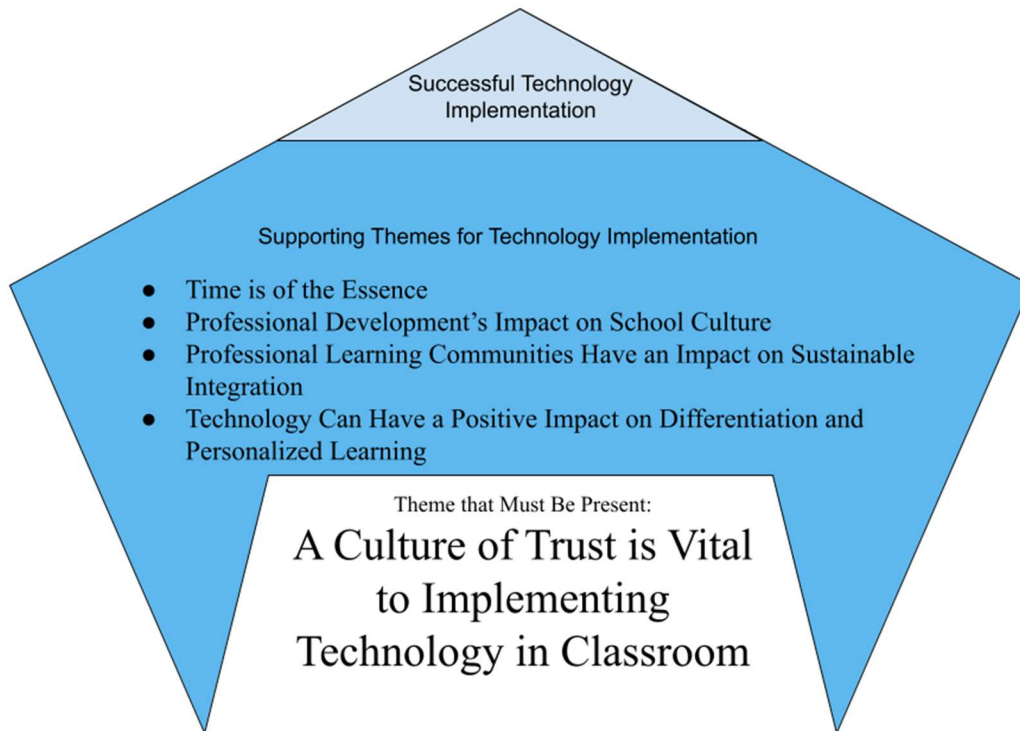 Successful Technology
Implementation
Supporting Themes for Technology Implementation
● Time is of the Essence
● Professional Development’s Impact on School Culture
● Professional Learning Communities Have an Impact on Sustainable
Integration
● Technology Can Have a Positive Impact on Differentiation and
Personalized Learning
Theme that Must Be Present:
A Culture of Trust is Vital
to Implementing
Technology in Classroom